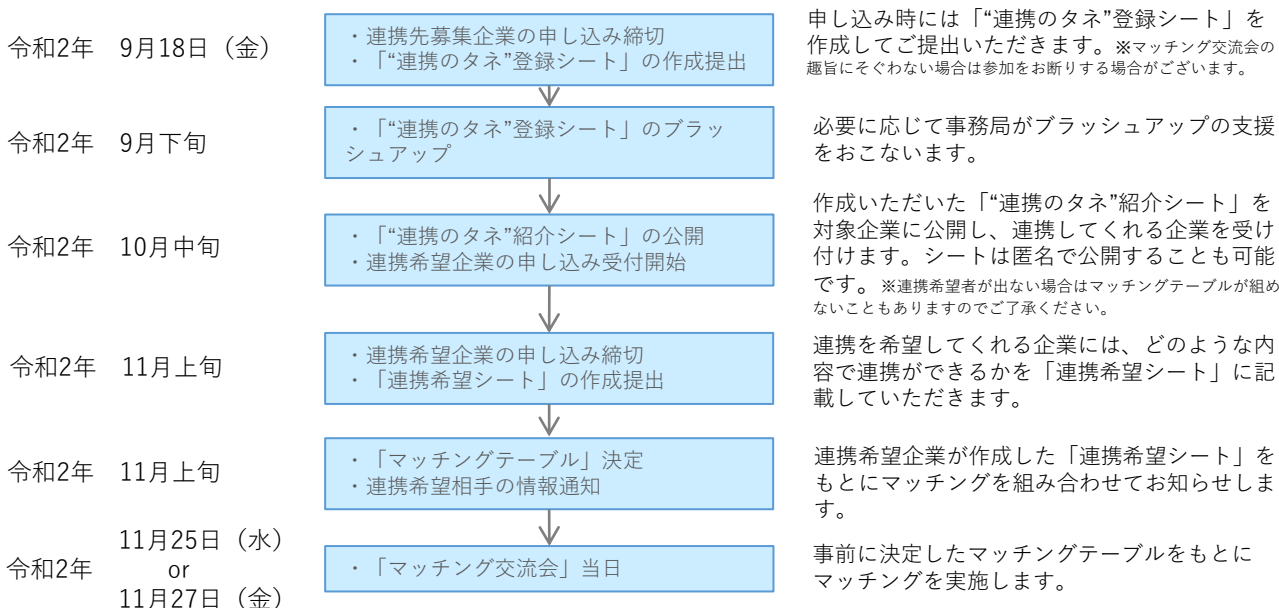 令和2年 9月18日（金）
・連携先募集企業の申し込み締切
・「“連携のタネ”登録シート」の作成提出
申し込み時には「“連携のタネ”登録シート」を
作成してご提出いただきます。※マッチング交流会の
趣旨にそぐわない場合は参加をお断りする場合がございます。
令和2年 9月下旬
・「“連携のタネ”登録シート」のブラッ
シュアップ
必要に応じて事務局がブラッシュアップの支援
をおこないます。
令和2年 10月中旬
・「“連携のタネ”紹介シート」の公開
・連携希望企業の申し込み受付開始
作成いただいた「“連携のタネ”紹介シート」を
対象企業に公開し、連携してくれる企業を受け
付けます。シートは匿名で公開することも可能
です。※連携希望者が出ない場合はマッチングテーブルが組め
ないこともありますのでご了承ください。
令和2年 11月上旬
・連携希望企業の申し込み締切
・「連携希望シート」の作成提出
連携を希望してくれる企業には、どのような内
容で連携ができるかを「連携希望シート」に記
載していただきます。
令和2年 11月上旬
・「マッチングテーブル」決定
・連携希望相手の情報通知
連携希望企業が作成した「連携希望シート」を
もとにマッチングを組み合わせてお知らせしま
す。
令和2年
11月25日（水）
or
11月27日（金）
・「マッチング交流会」当日
事前に決定したマッチングテーブルをもとに
マッチングを実施します。